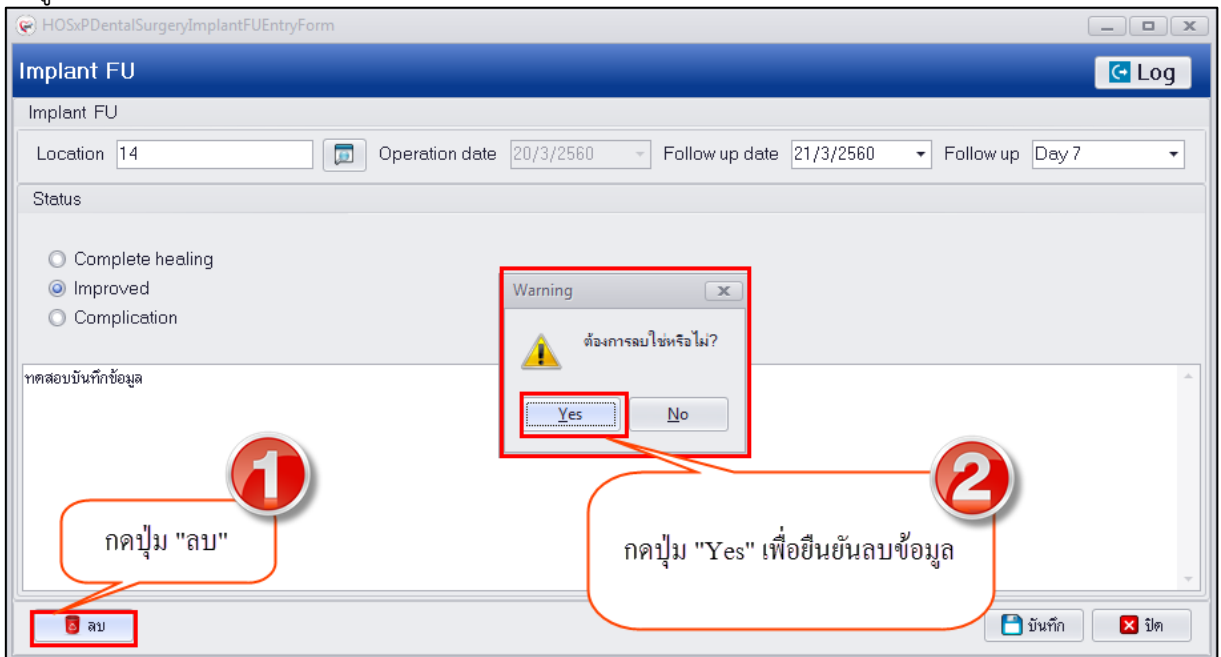 HOSxPDentalSurgeryImplantFUEntryForm
Implant FU
Log
Implant FU
Location 14 Operation date 20/3/2560 Follow up date 21/3/2560 Follow up Day 7
Status
Complete healing
Improved
Complication
Warning
ต้องการลบใช่หรือไม่?
Yes No
ทดสอบบันทึกข้อมูล
1
กดปุ่ม "ลบ"
2
กดปุ่ม "Yes" เพื่อยืนยันลบข้อมูล
ลบ
บันทึก ปิด